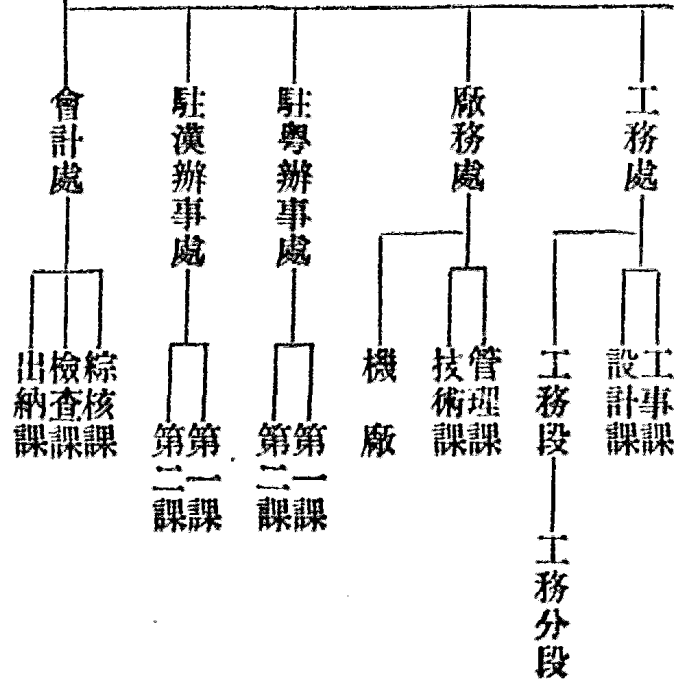 工務處
工事課
設計課
工務段
工務分段
廠務處
管理課
技術課
機廠
駐粵辦事處
第一課
第二課
駐漢辦事處
第一課
第二課
會計處
綜核課
檢查課
出納課